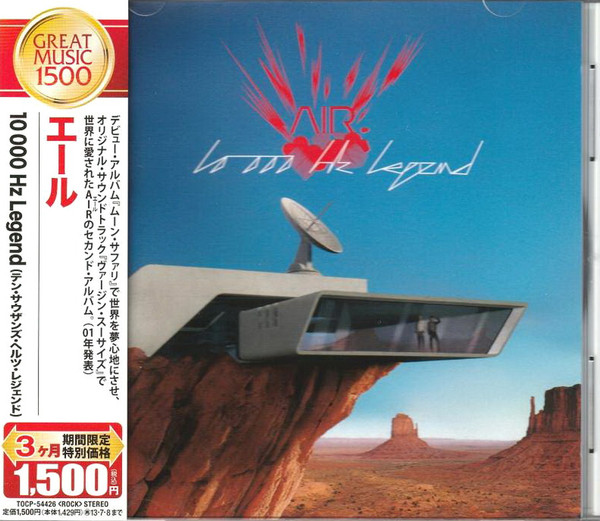 GREAT
MUSIC
1500
エール
10000 Hz Legend (テン・サウザンズ・ヘルツ・レジェンド)
デビュー・アルバム『ムーン・サファリ』で世界を夢心地にさせ、
オリジナル・サウンドトラック『ヴァージン・スーサイズ』で
世界に愛されたAIRのセカンド・アルバム。(01年発表)
エール
3ヶ月 期間限定
特別価格
1,500円(税込)
TOCP-54426 <ROCK> STEREO
定価1,500円(本体1,429円) 13・7・8まで
AIR
10 000 Hz Legend